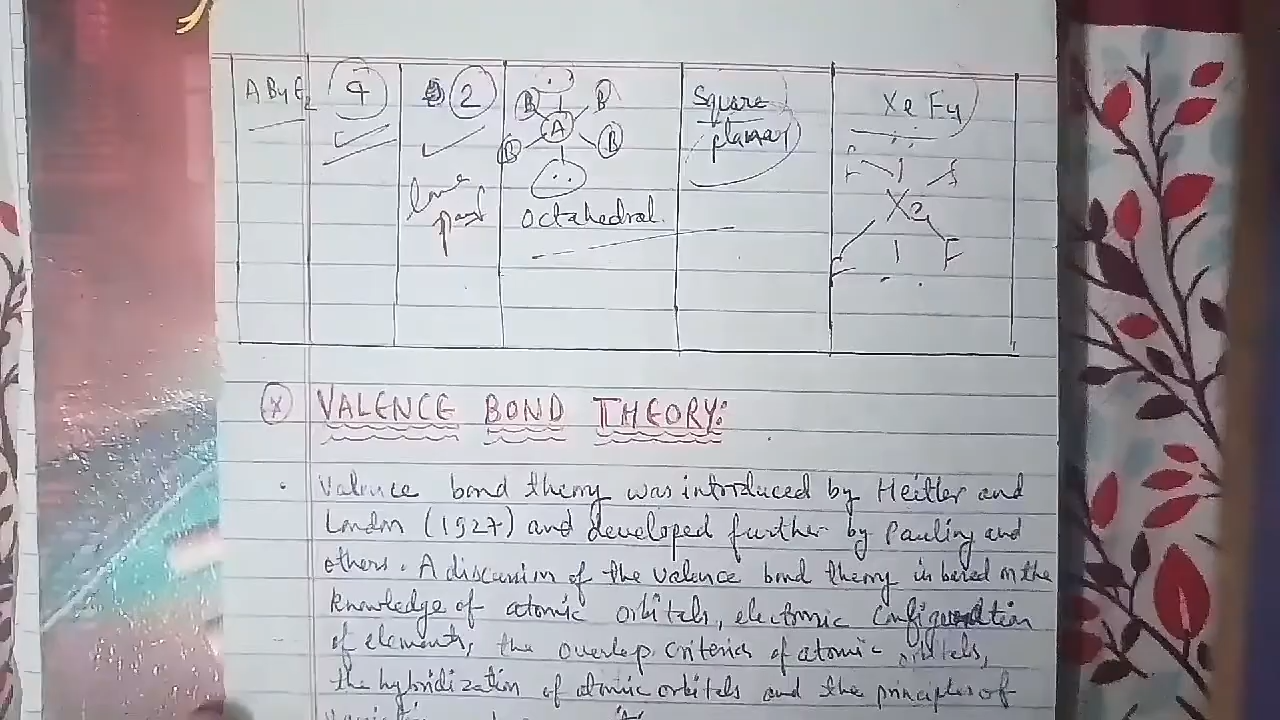 AB4E2 4 2 B B Square XeF4
A planar
B B F F
lone Xe
pair octahedral.
F F
VALENCE BOND THEORY:
Valence bond theory was introduced by Heitler and
London (1927) and developed further by Pauling and
others. A discussion of the valence bond theory is based on the
knowledge of atomic orbitals, electronic configuration
of elements, the overlap criteria of atomic orbitals,
the hybridization of atomic orbitals and the principles of